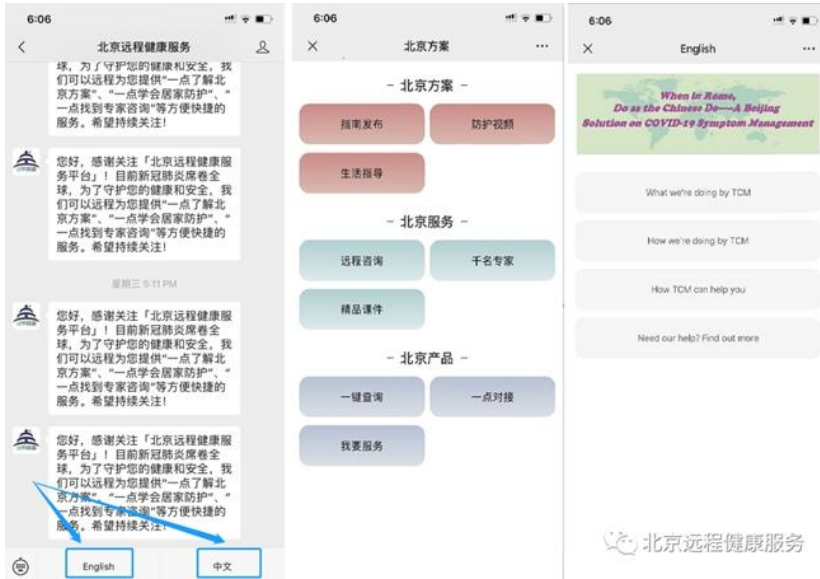 6:06
北京远程健康服务
球，为了守护您的健康和安全，我
们可以远程为您提供“一点了解北
京方案”、“一点学会居家防护”、“
一点找到专家咨询”等方便快捷的
服务。希望持续关注！
您好，感谢关注「北京远程健康服
务平台」！目前新冠肺炎席卷全
球，为了守护您的健康和安全，我
们可以远程为您提供“一点了解北
京方案”、“一点学会居家防护”、“
一点找到专家咨询”等方便快捷的
服务。希望持续关注！
星期三 5:11 PM
您好，感谢关注「北京远程健康服
务平台」！目前新冠肺炎席卷全
球，为了守护您的健康和安全，我
们可以远程为您提供“一点了解北
京方案”、“一点学会居家防护”、“
一点找到专家咨询”等方便快捷的
服务。希望持续关注！
您好，感谢关注「北京远程健康服
务平台」！目前新冠肺炎席卷全
球，为了守护您的健康和安全，我
们可以远程为您提供“一点了解北
京方案”、“一点学会居家防护”、“
一点找到专家咨询”等方便快捷的
服务。希望持续关注！
English
中文
6:06
北京方案
- 北京方案 -
指南发布
防护视频
生活指导
- 北京服务 -
远程咨询
千名专家
精品课件
- 北京产品 -
一键查询
一点对接
我要服务
6:06
English
When in Rome,
Do as the Chinese Do—A Beijing
Solution on COVID-19 Symptom Management
What we're doing by TCM
How we're doing by TCM
How TCM can help you
Need our help? Find out more
北京远程健康服务